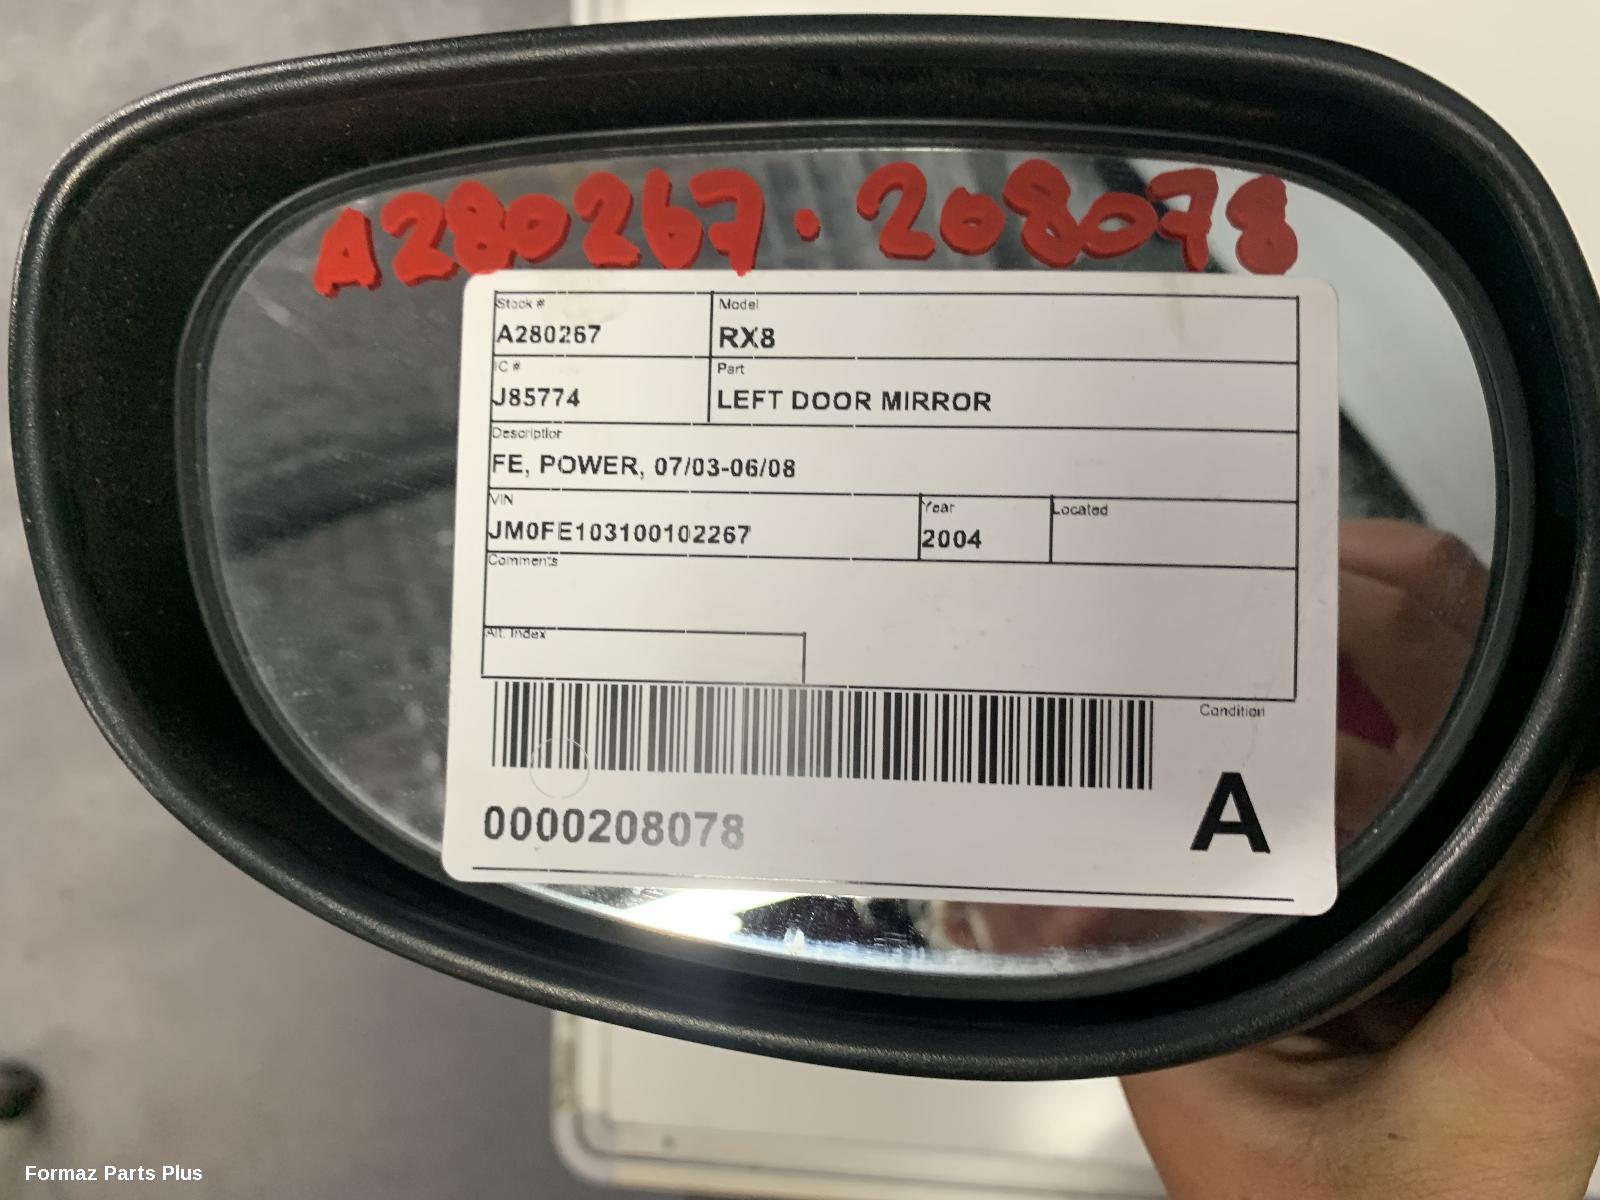 A280267 · 208078
Stock # Model
A280267 RX8
IC # Part
J85774 LEFT DOOR MIRROR
Description
FE, POWER, 07/03-06/08
VIN Year Located
JM0FE103100102267 2004
Comments
Alt. Index
Condition
A
0000208078
Formaz Parts Plus